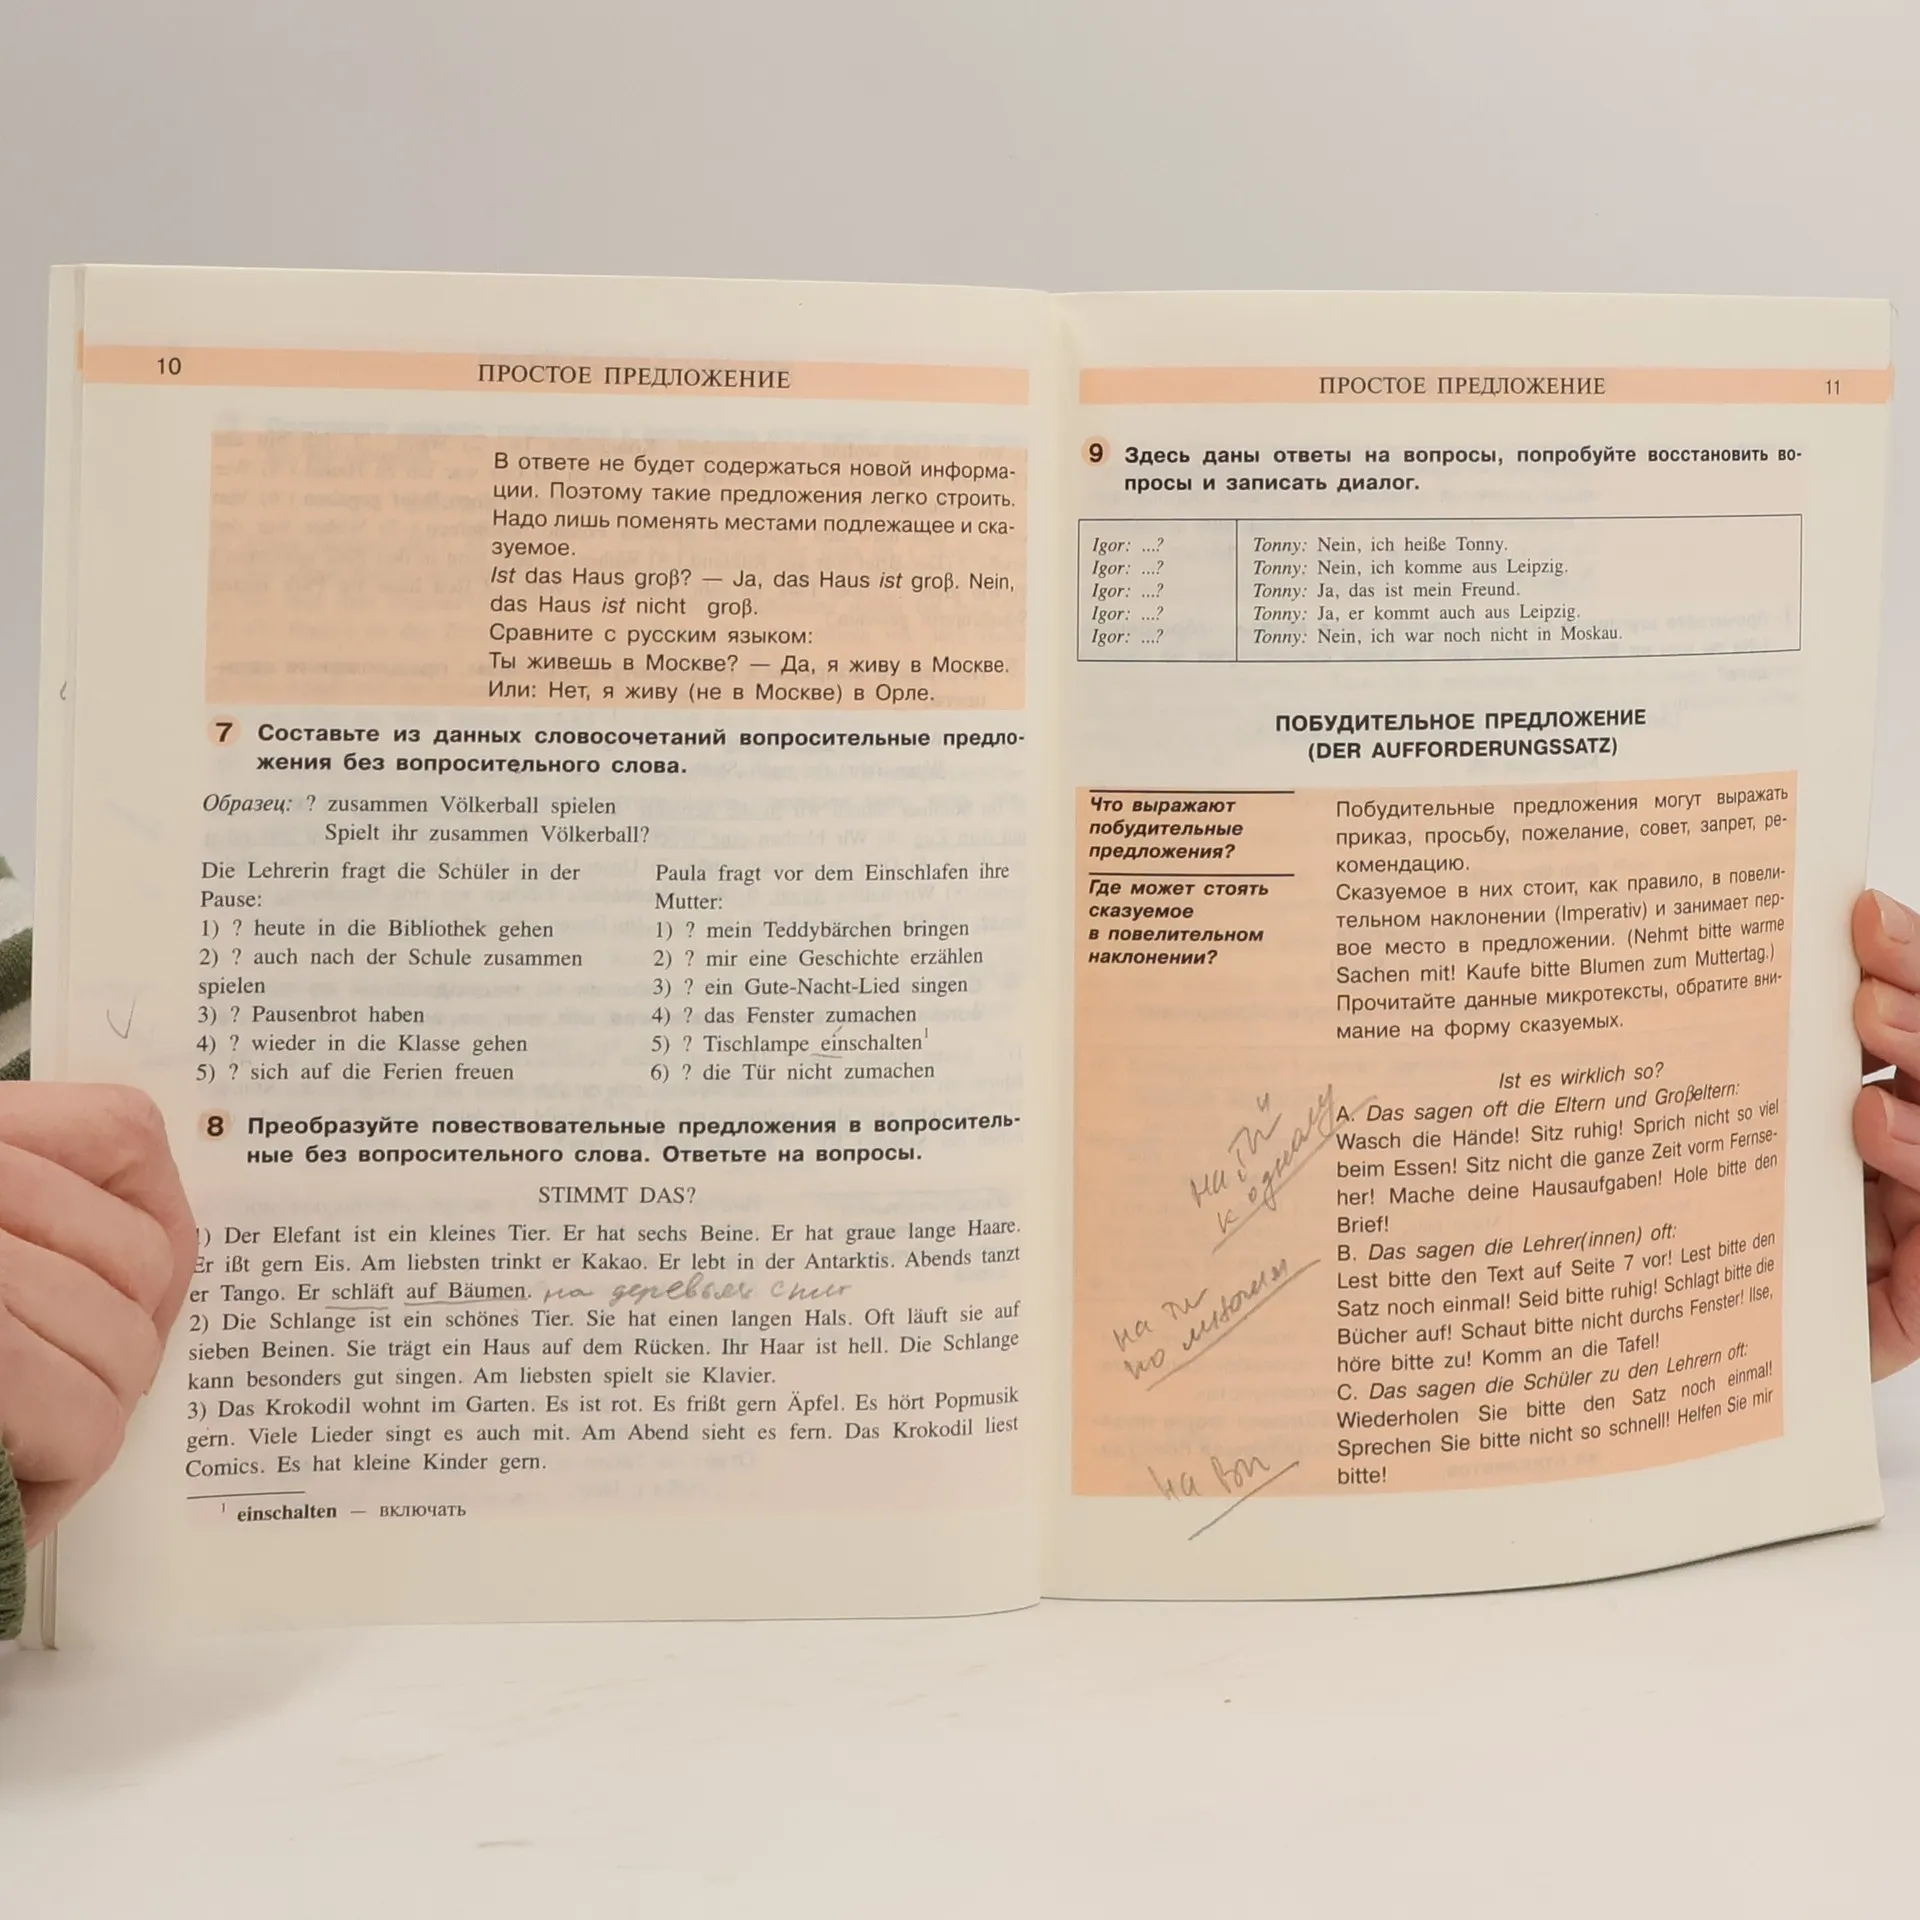 10
ПРОСТОЕ ПРЕДЛОЖЕНИЕ
В ответе не будет содержаться новой информа-
ции. Поэтому такие предложения легко строить.
Надо лишь поменять местами подлежащее и ска-
зуемое.
Ist das Haus groß? — Ja, das Haus ist groß. Nein,
das Haus ist nicht groß.
Сравните с русским языком:
Ты живешь в Москве? — Да, я живу в Москве.
Или: Нет, я живу (не в Москве) в Орле.
7 Составьте из данных словосочетаний вопросительные предло-
жения без вопросительного слова.
Образец: ? zusammen Völkerball spielen
Spielt ihr zusammen Völkerball?
Die Lehrerin fragt die Schüler in der
Pause:
1) ? heute in die Bibliothek gehen
2) ? auch nach der Schule zusammen
spielen
3) ? Pausenbrot haben
4) ? wieder in die Klasse gehen
5) ? sich auf die Ferien freuen
Paula fragt vor dem Einschlafen ihre
Mutter:
1) ? mein Teddybärchen bringen
2) ? mir eine Geschichte erzählen
3) ? ein Gute-Nacht-Lied singen
4) ? das Fenster zumachen
5) ? Tischlampe einschalten¹
6) ? die Tür nicht zumachen
8 Преобразуйте повествовательные предложения в вопроситель-
ные без вопросительного слова. Ответьте на вопросы.
STIMMT DAS?
1) Der Elefant ist ein kleines Tier. Er hat sechs Beine. Er hat graue lange Haare.
Er ißt gern Eis. Am liebsten trinkt er Kakao. Er lebt in der Antarktis. Abends tanzt
er Tango. Er schläft auf Bäumen. на деревьях спит
2) Die Schlange ist ein schönes Tier. Sie hat einen langen Hals. Oft läuft sie auf
sieben Beinen. Sie trägt ein Haus auf dem Rücken. Ihr Haar ist hell. Die Schlange
kann besonders gut singen. Am liebsten spielt sie Klavier.
3) Das Krokodil wohnt im Garten. Es ist rot. Es frißt gern Äpfel. Es hört Popmusik
gern. Viele Lieder singt es auch mit. Am Abend sieht es fern. Das Krokodil liest
Comics. Es hat kleine Kinder gern.
¹ einschalten — включать
ПРОСТОЕ ПРЕДЛОЖЕНИЕ
11
9 Здесь даны ответы на вопросы, попробуйте восстановить во-
просы и записать диалог.
Igor: ...? Tonny: Nein, ich heiße Tonny.
Igor: ...? Tonny: Nein, ich komme aus Leipzig.
Igor: ...? Tonny: Ja, das ist mein Freund.
Igor: ...? Tonny: Ja, er kommt auch aus Leipzig.
Igor: ...? Tonny: Nein, ich war noch nicht in Moskau.
ПОБУДИТЕЛЬНОЕ ПРЕДЛОЖЕНИЕ
(DER AUFFORDERUNGSSATZ)
Что выражают
побудительные
предложения?
Где может стоять
сказуемое
в повелительном
наклонении?
Побудительные предложения могут выражать
приказ, просьбу, пожелание, совет, запрет, ре-
комендацию.
Сказуемое в них стоит, как правило, в повели-
тельном наклонении (Imperativ) и занимает пер-
вое место в предложении. (Nehmt bitte warme
Sachen mit! Kaufe bitte Blumen zum Muttertag.)
Прочитайте данные микротексты, обратите вни-
мание на форму сказуемых.
Ist es wirklich so?
A. Das sagen oft die Eltern und Großeltern:
Wasch die Hände! Sitz ruhig! Sprich nicht so viel
beim Essen! Sitz nicht die ganze Zeit vorm Fernse-
her! Mache deine Hausaufgaben! Hole bitte den
Brief!
B. Das sagen die Lehrer(innen) oft:
Lest bitte den Text auf Seite 7 vor! Lest bitte den
Satz noch einmal! Seid bitte ruhig! Schlagt bitte die
Bücher auf! Schaut bitte nicht durchs Fenster! Ilse,
höre bitte zu! Komm an die Tafel!
C. Das sagen die Schüler zu den Lehrern oft:
Wiederholen Sie bitte den Satz noch einmal!
Sprechen Sie bitte nicht so schnell! Helfen Sie mir
bitte!
на Ты
к одному
на ты
на Вы